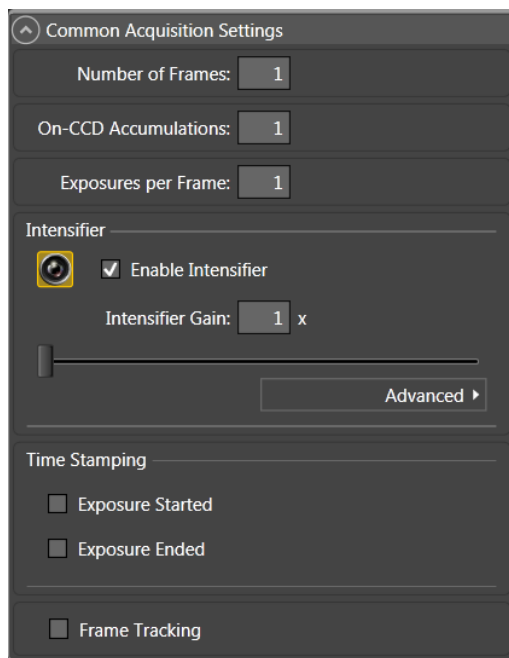 Common Acquisition Settings
Number of Frames: 1
On-CCD Accumulations: 1
Exposures per Frame: 1
Intensifier
Enable Intensifier
Intensifier Gain: 1 x
Advanced
Time Stamping
Exposure Started
Exposure Ended
Frame Tracking